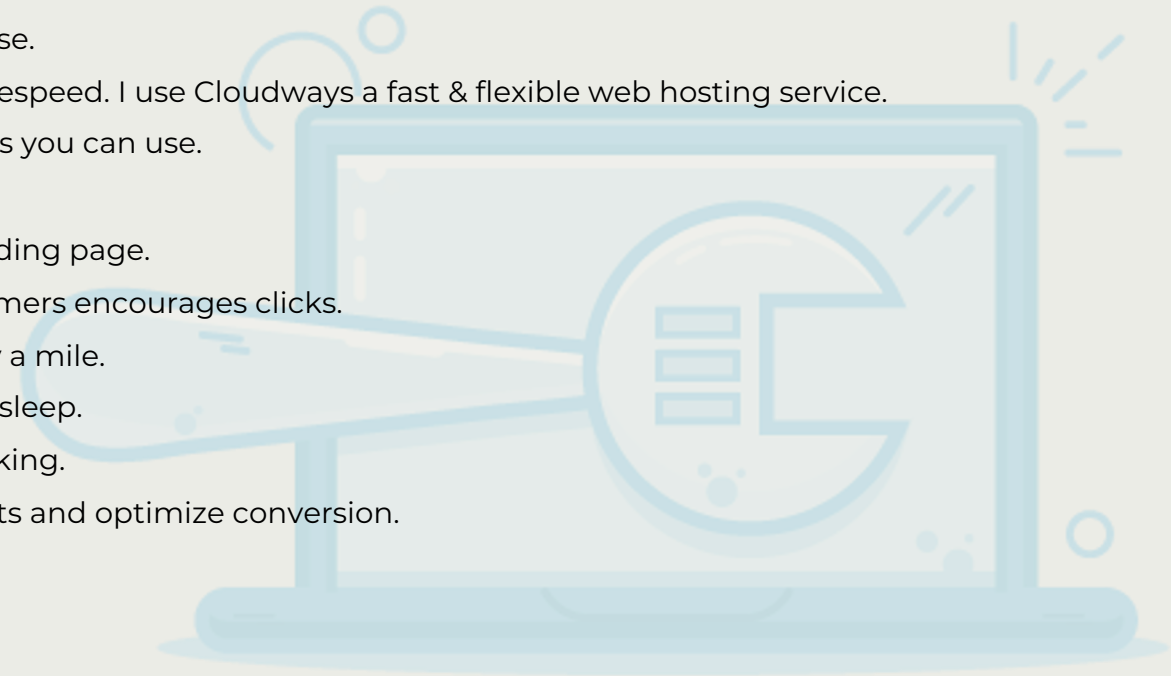 se.
espeed. I use Cloudways a fast & flexible web hosting service.
s you can use.
ding page.
mers encourages clicks.
a mile.
sleep.
king.
ts and optimize conversion.